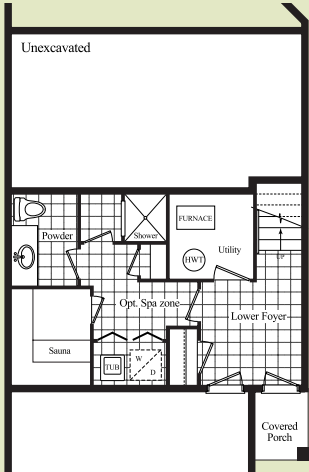 Unexcavated
FURNACE
Shower
Powder
Utility
HWT
UP
Opt. Spa zone
Lower Foyer
Sauna
W
TUB
D
Covered
Porch